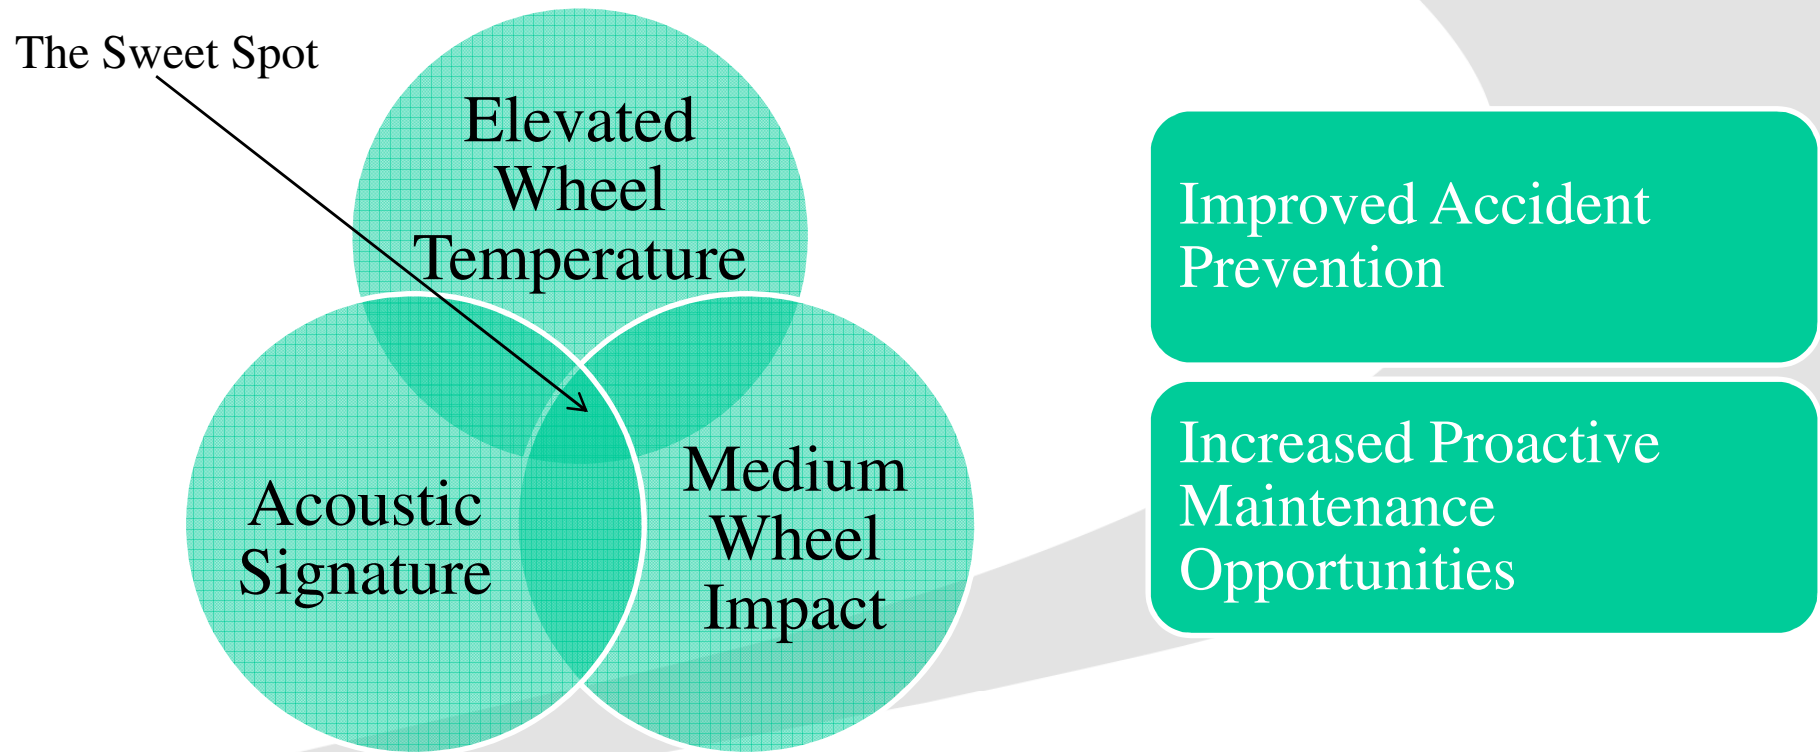 The Sweet Spot
Elevated
Wheel
Temperature
Acoustic
Signature
Medium
Wheel
Impact
Improved Accident
Prevention
Increased Proactive
Maintenance
Opportunities